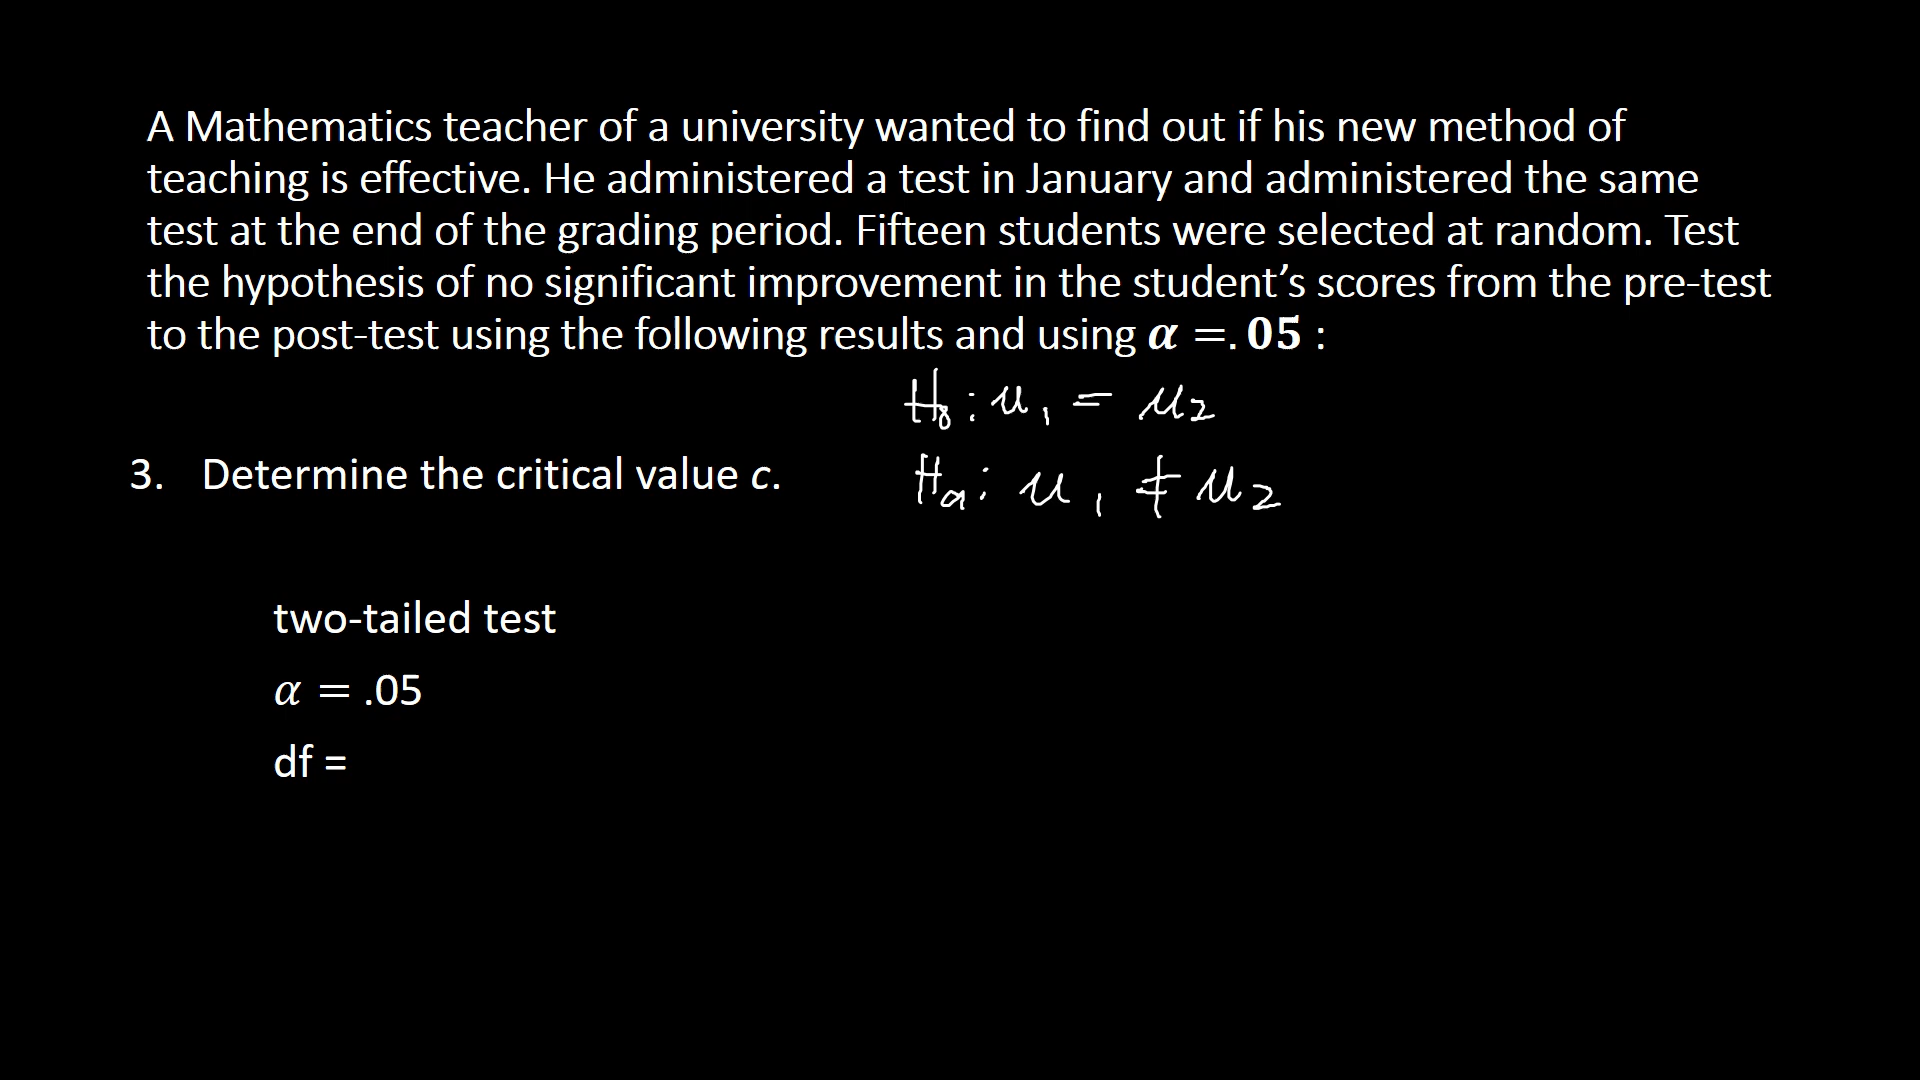 A Mathematics teacher of a university wanted to find out if his new method of
teaching is effective. He administered a test in January and administered the same
test at the end of the grading period. Fifteen students were selected at random. Test
the hypothesis of no significant improvement in the student’s scores from the pre-test
to the post-test using the following results and using 𝜶 =. 𝟎𝟓 :
H₀: μ₁ = μ₂
3. Determine the critical value c.
Hₐ: μ₁ ≠ μ₂
two-tailed test
𝛼 = .05
df =